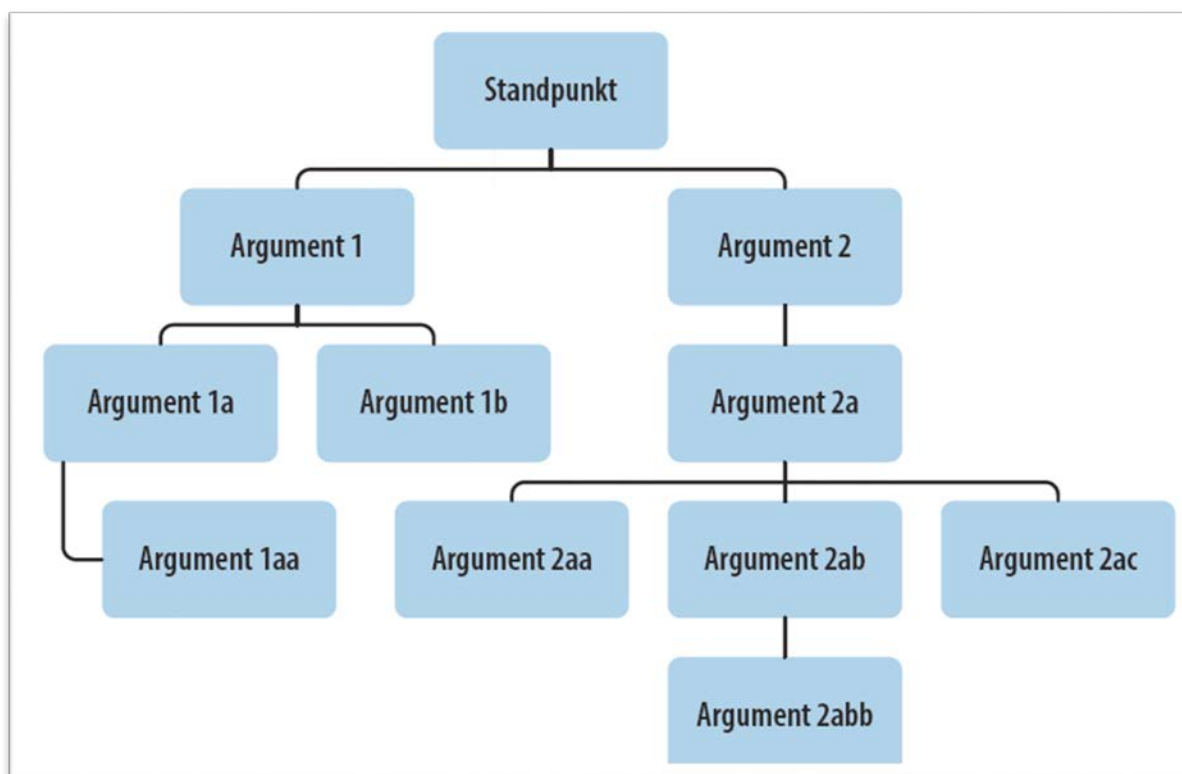 Standpunkt
Argument 1
Argument 2
Argument 1a
Argument 1b
Argument 2a
Argument 1aa
Argument 2aa
Argument 2ab
Argument 2ac
Argument 2abb